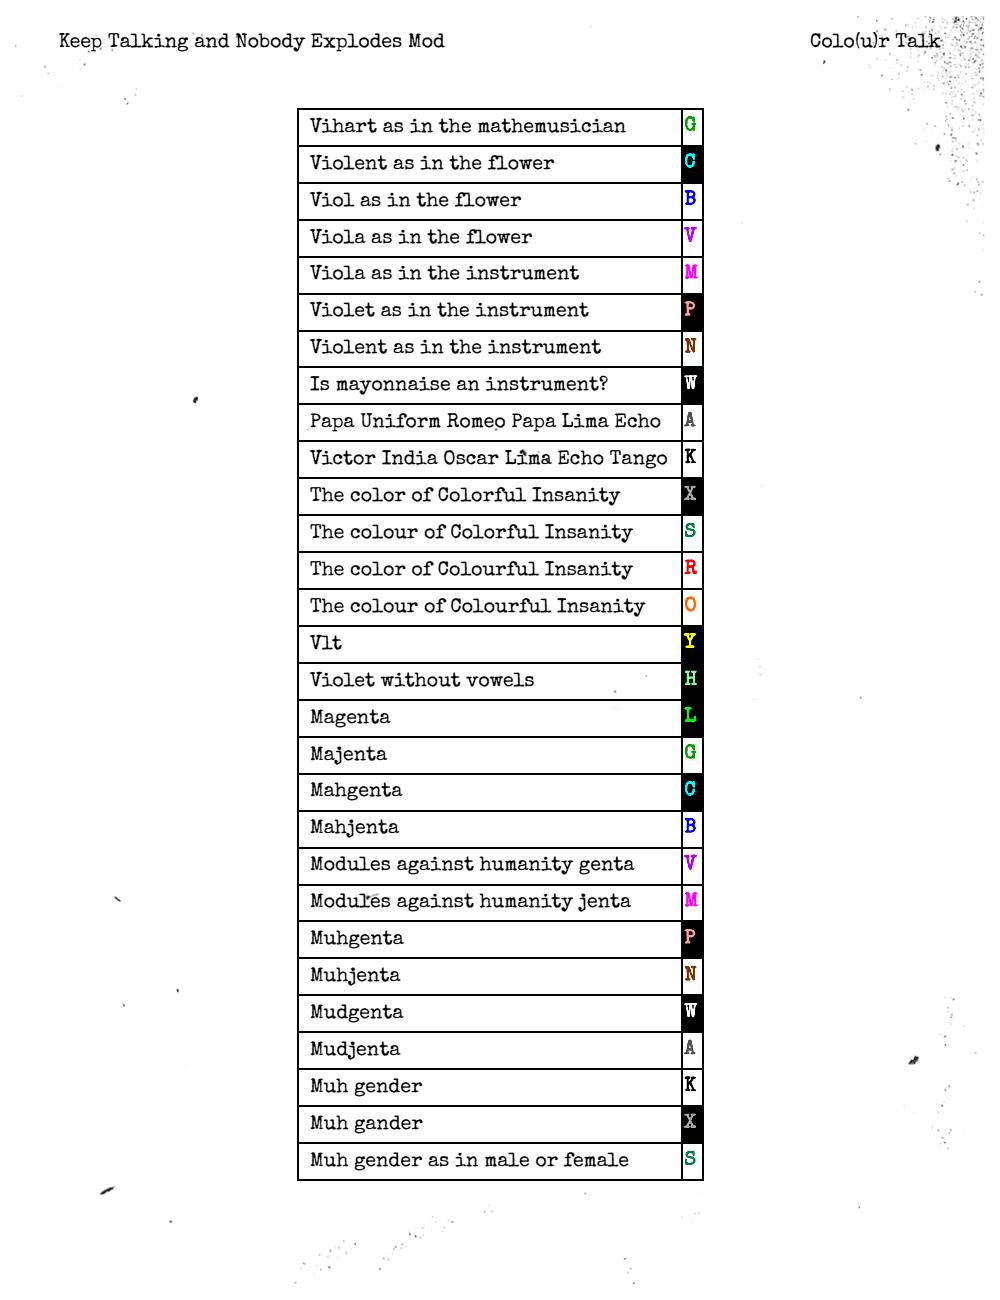 Keep Talking and Nobody Explodes Mod Colo(u)r Talk
Vihart as in the mathemusician G
Violent as in the flower C
Viol as in the flower B
Viola as in the flower V
Viola as in the instrument M
Violet as in the instrument P
Violent as in the instrument N
Is mayonnaise an instrument? W
Papa Uniform Romeo Papa Lima Echo A
Victor India Oscar Lima Echo Tango K
The color of Colorful Insanity X
The colour of Colorful Insanity S
The color of Colourful Insanity R
The colour of Colourful Insanity O
Vlt Y
Violet without vowels H
Magenta L
Majenta G
Mahgenta C
Mahjenta B
Modules against humanity genta V
Modules against humanity jenta M
Muhgenta P
Muhjenta N
Mudgenta W
Mudjenta A
Muh gender K
Muh gander X
Muh gender as in male or female S